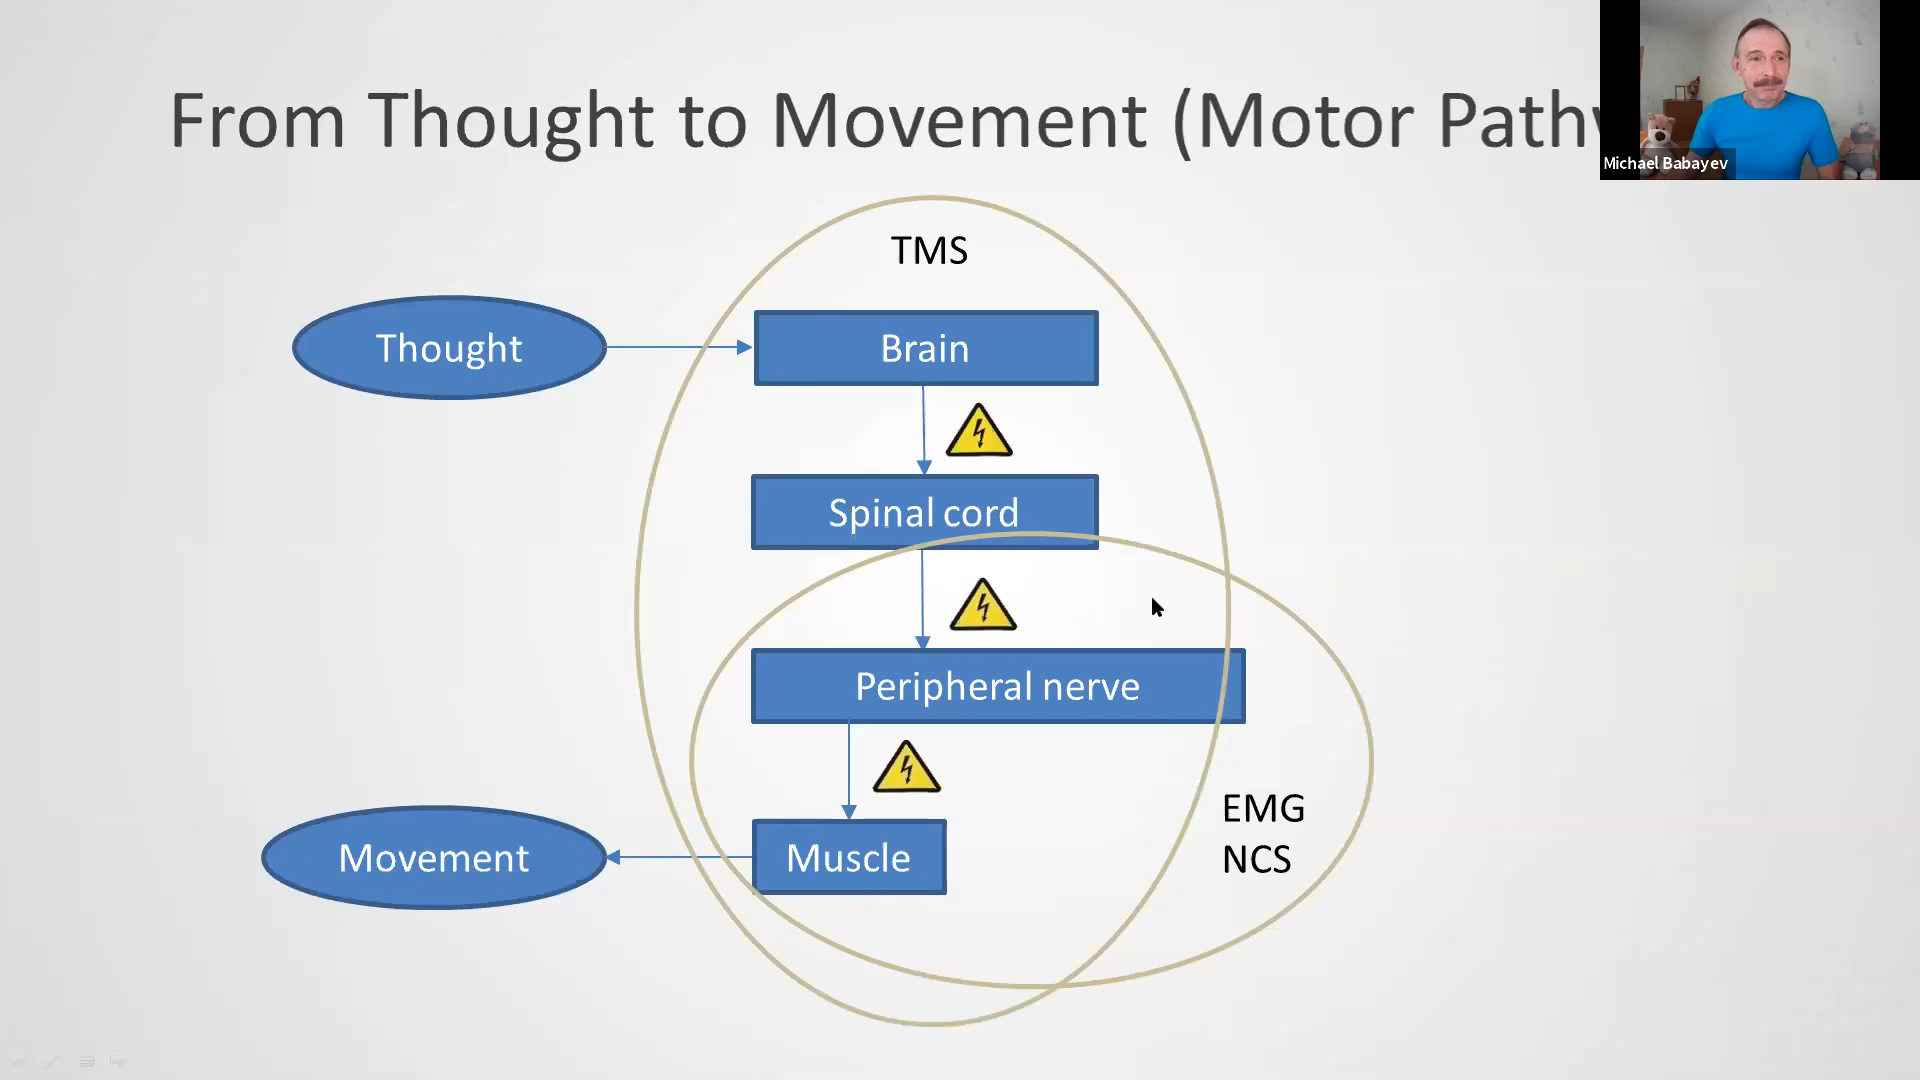 From Thought to Movement (Motor Path
Michael Babayev
TMS
Thought
Brain
Spinal cord
Peripheral nerve
EMG
NCS
Movement
Muscle